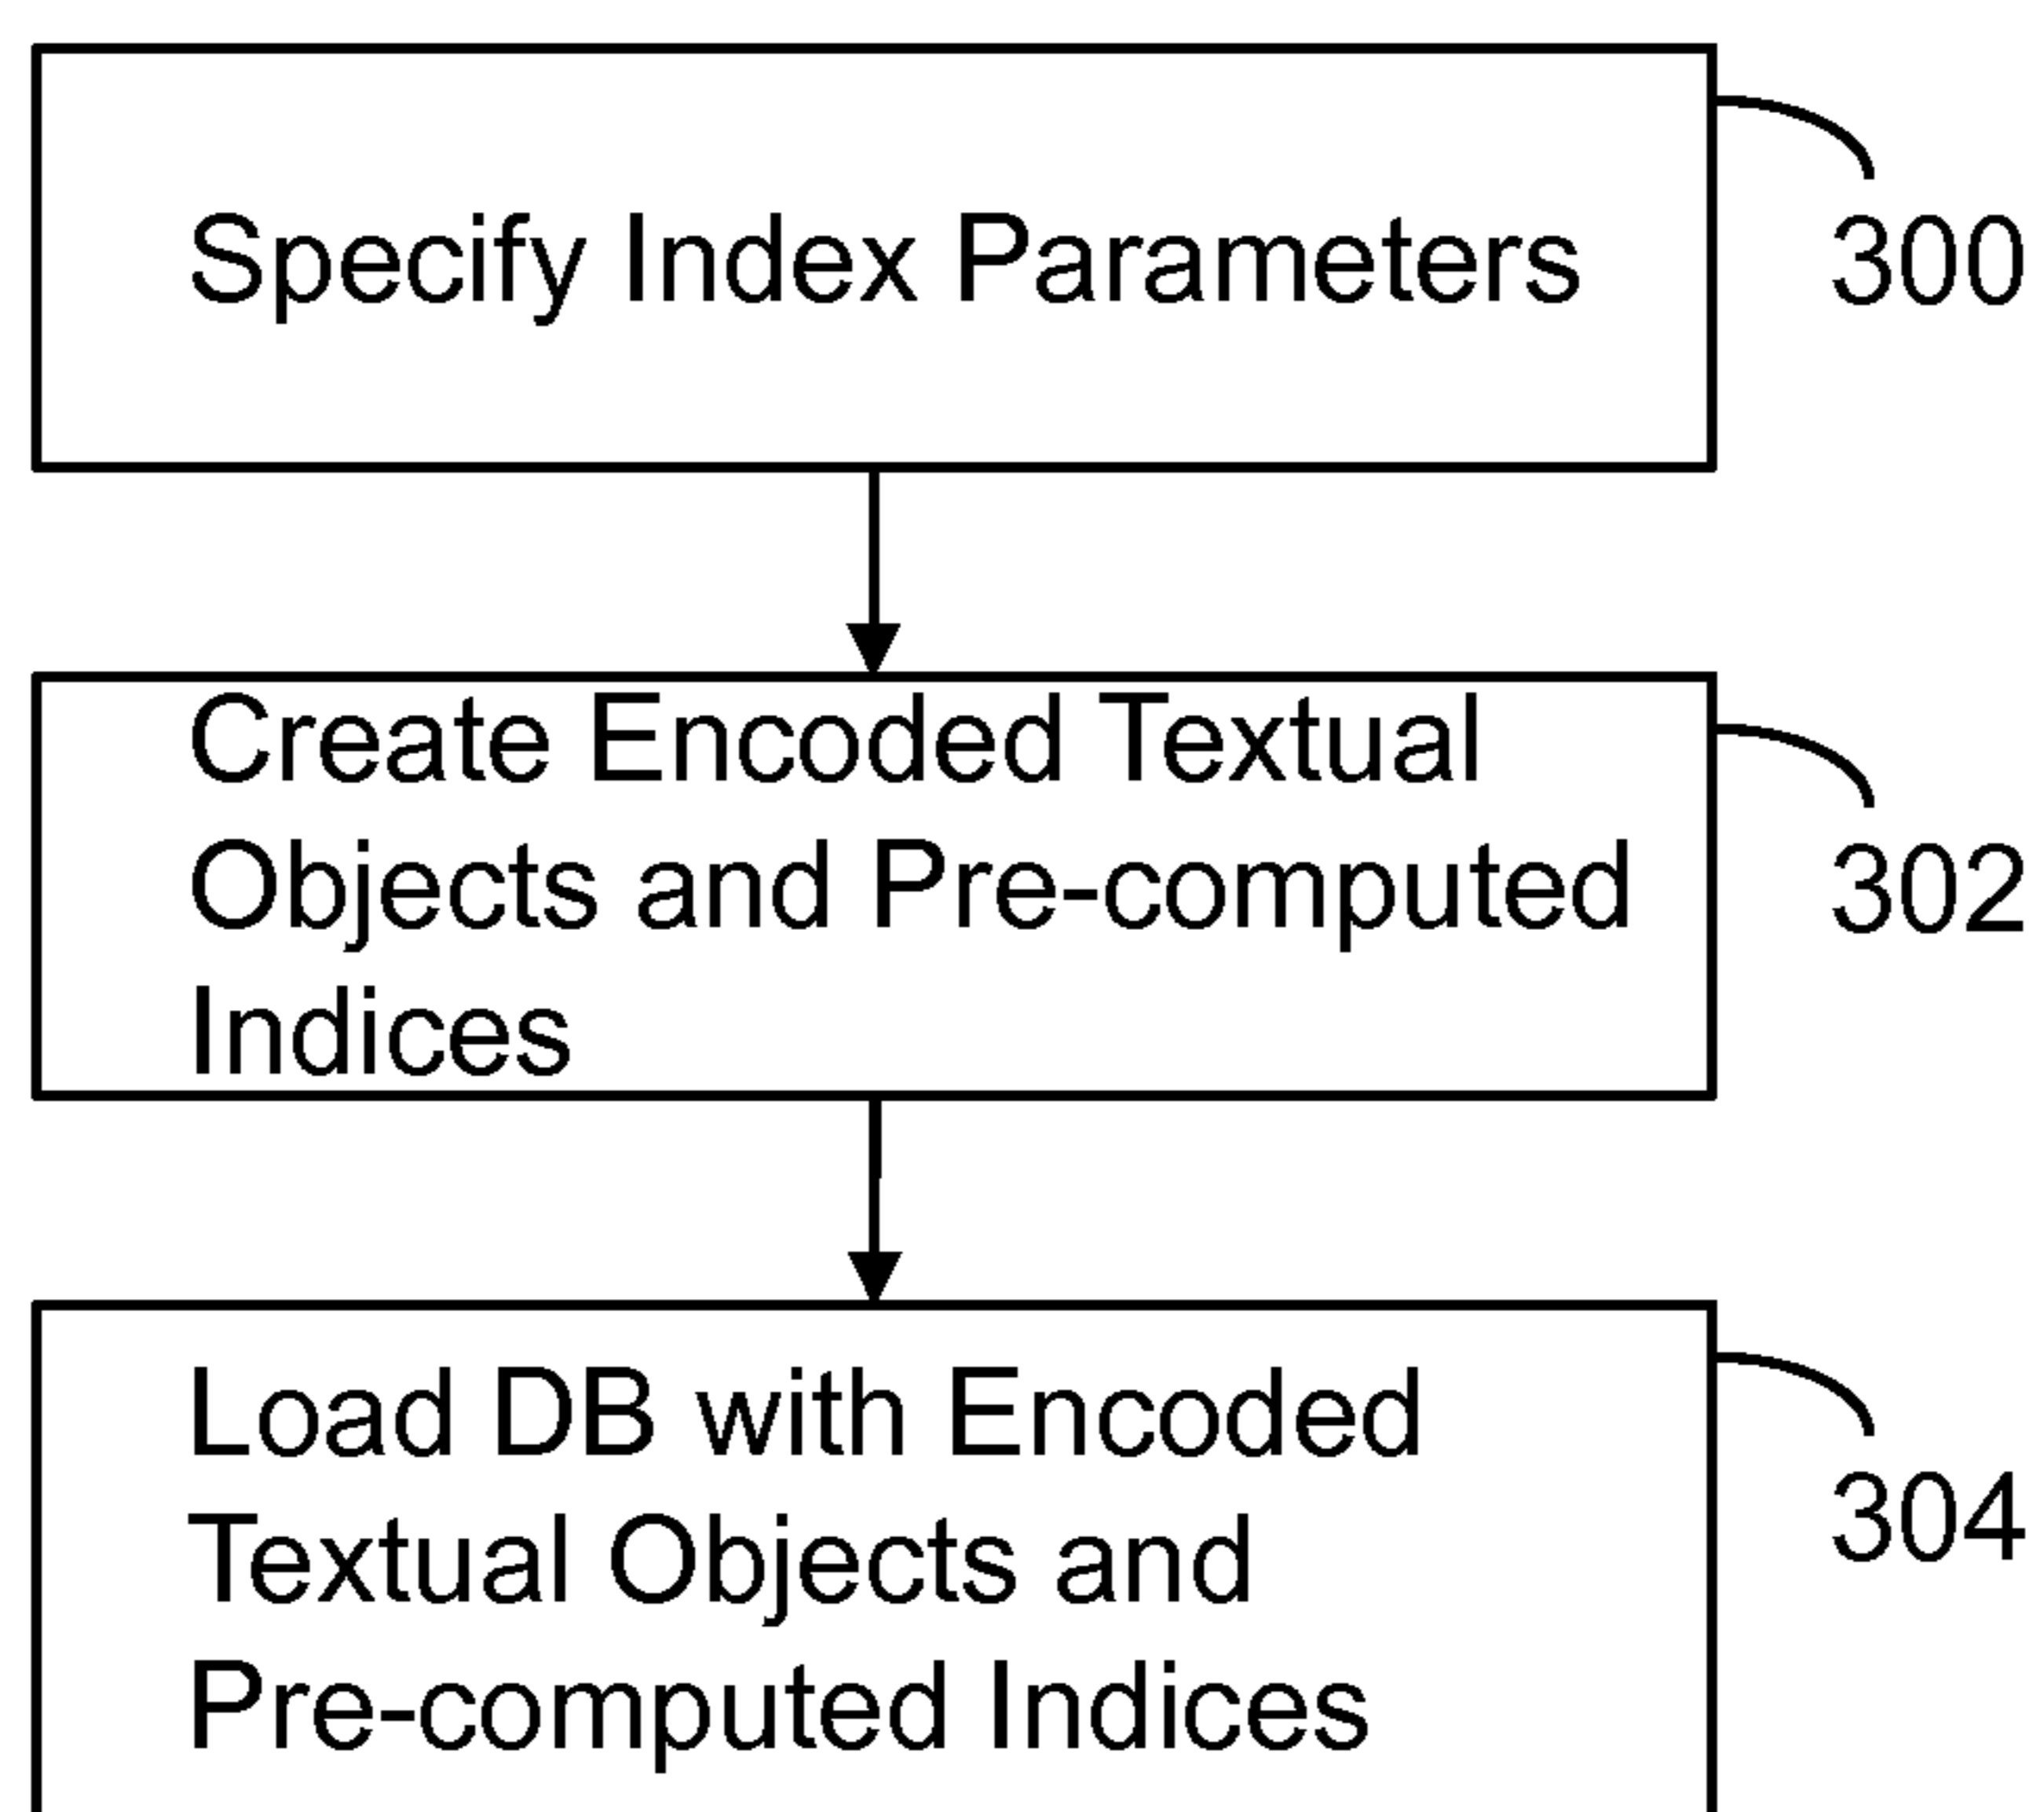 Specify Index Parameters
300
Create Encoded Textual
Objects and Pre-computed
Indices
302
Load DB with Encoded
Textual Objects and
Pre-computed Indices
304